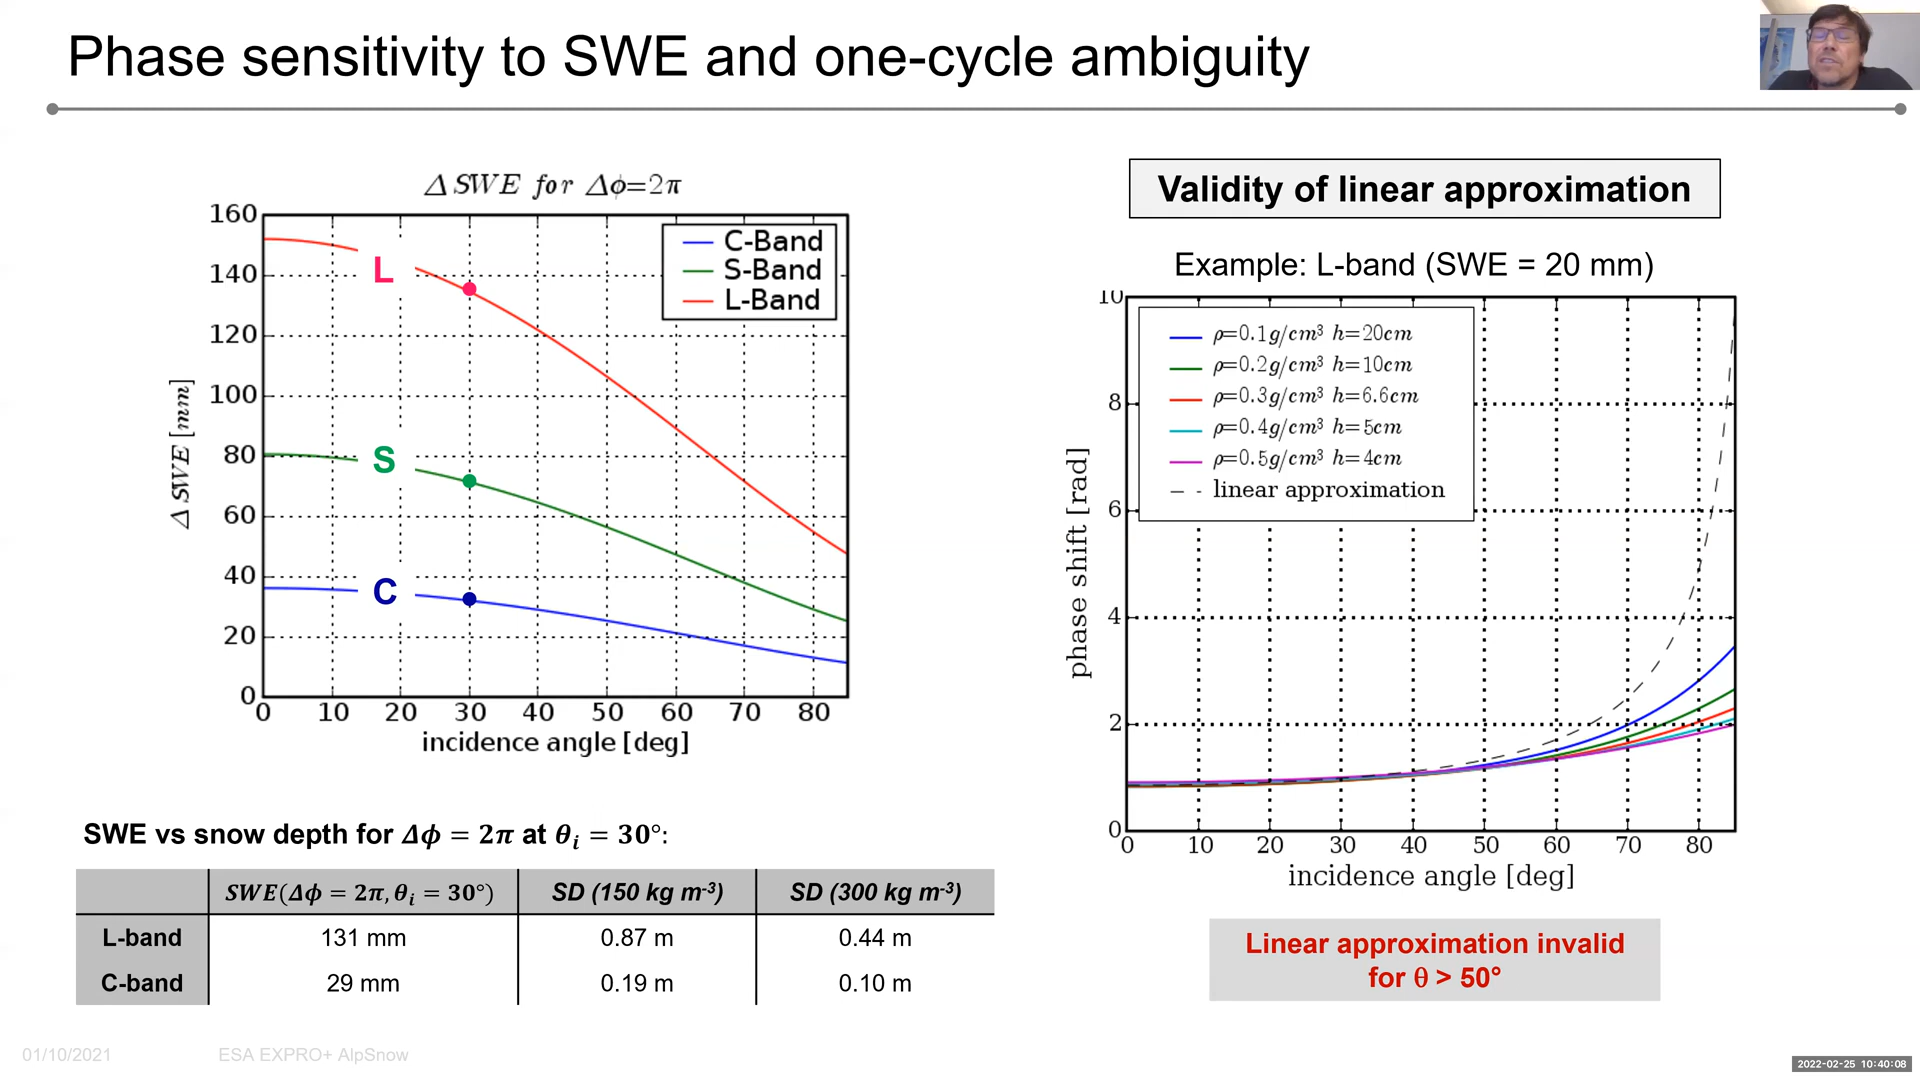 Phase sensitivity to SWE and one-cycle ambiguity
Δ SWE for Δϕ=2π
160
140
120
100
80
60
40
20
0
Δ SWE [mm]
L
S
C
C-Band
S-Band
L-Band
0 10 20 30 40 50 60 70 80
incidence angle [deg]
SWE vs snow depth for Δϕ = 2π at θᵢ = 30°:
SWE(Δϕ = 2π, θᵢ = 30°) SD (150 kg m⁻³) SD (300 kg m⁻³)
L-band 131 mm 0.87 m 0.44 m
C-band 29 mm 0.19 m 0.10 m
Validity of linear approximation
Example: L-band (SWE = 20 mm)
10
8
6
4
2
0
phase shift [rad]
ρ=0.1g/cm³ h=20cm
ρ=0.2g/cm³ h=10cm
ρ=0.3g/cm³ h=6.6cm
ρ=0.4g/cm³ h=5cm
ρ=0.5g/cm³ h=4cm
linear approximation
0 10 20 30 40 50 60 70 80
incidence angle [deg]
Linear approximation invalid
for θ > 50°
01/10/2021 ESA EXPRO+ AlpSnow
2022-02-25 10:40:08